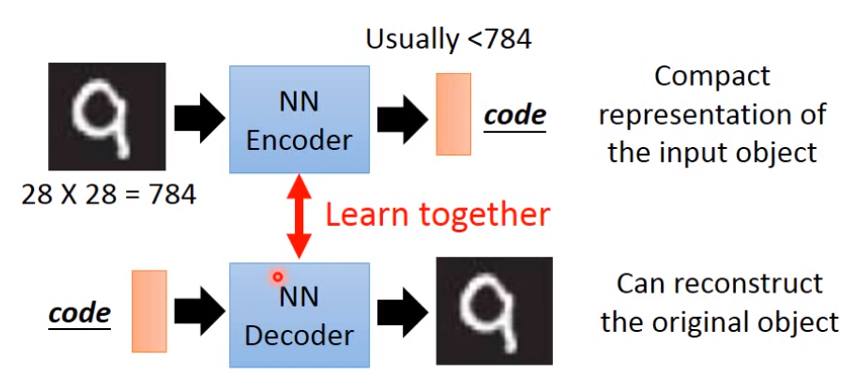 Usually <784
NN
Encoder
code
Compact
representation of
the input object
28 X 28 = 784
Learn together
code
NN
Decoder
Can reconstruct
the original object